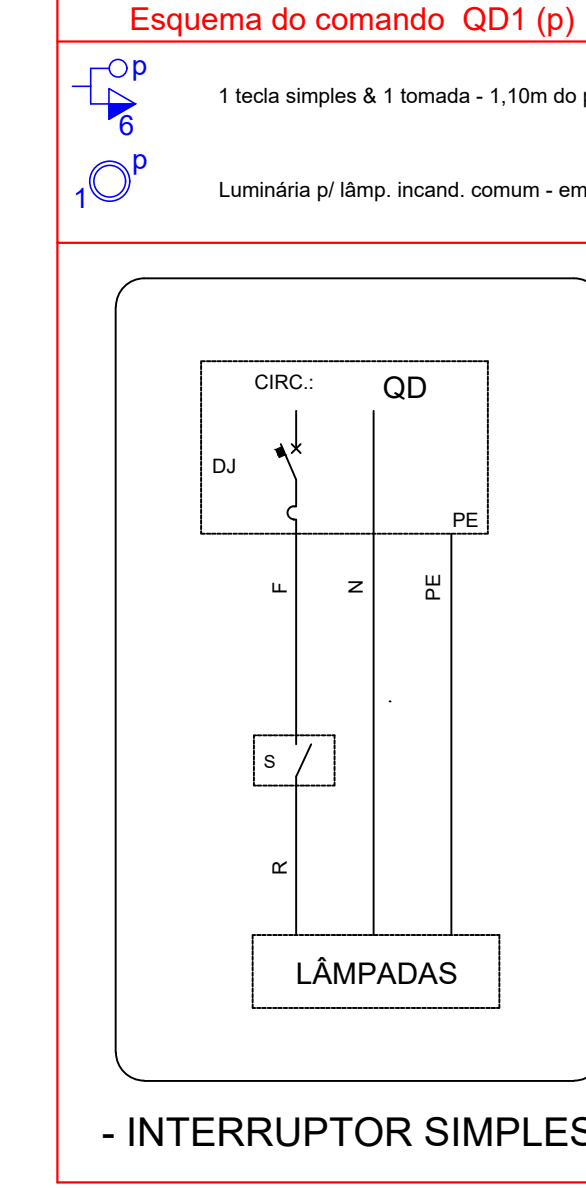 Esquema do comando QD1 (p)
p
1 tecla simples & 1 tomada - 1,10m do p
6
p
1
Luminária p/ lâmp. incand. comum - em
CIRC.:
QD
DJ
PE
F
N
PE
S
R
LÂMPADAS
- INTERRUPTOR SIMPLES